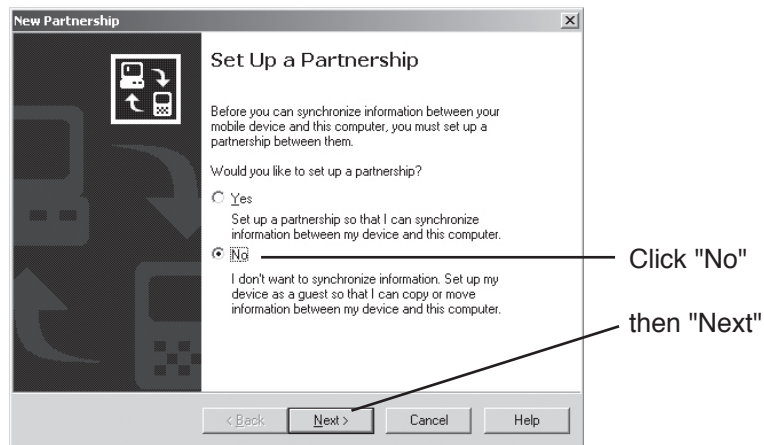 New Partnership
Set Up a Partnership
Before you can synchronize information between your
mobile device and this computer, you must set up a
partnership between them.
Would you like to set up a partnership?
Yes
Set up a partnership so that I can synchronize
information between my device and this computer.
No
I don't want to synchronize information. Set up my
device as a guest so that I can copy or move
information between my device and this computer.
Click "No"
then "Next"
< Back
Next >
Cancel
Help